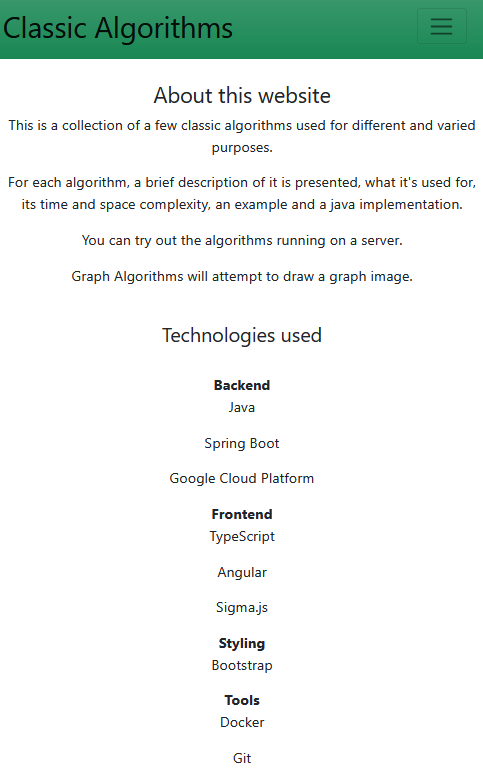 Classic Algorithms
About this website
This is a collection of a few classic algorithms used for different and varied
purposes.
For each algorithm, a brief description of it is presented, what it's used for,
its time and space complexity, an example and a java implementation.
You can try out the algorithms running on a server.
Graph Algorithms will attempt to draw a graph image.
Technologies used
Backend
Java
Spring Boot
Google Cloud Platform
Frontend
TypeScript
Angular
Sigma.js
Styling
Bootstrap
Tools
Docker
Git